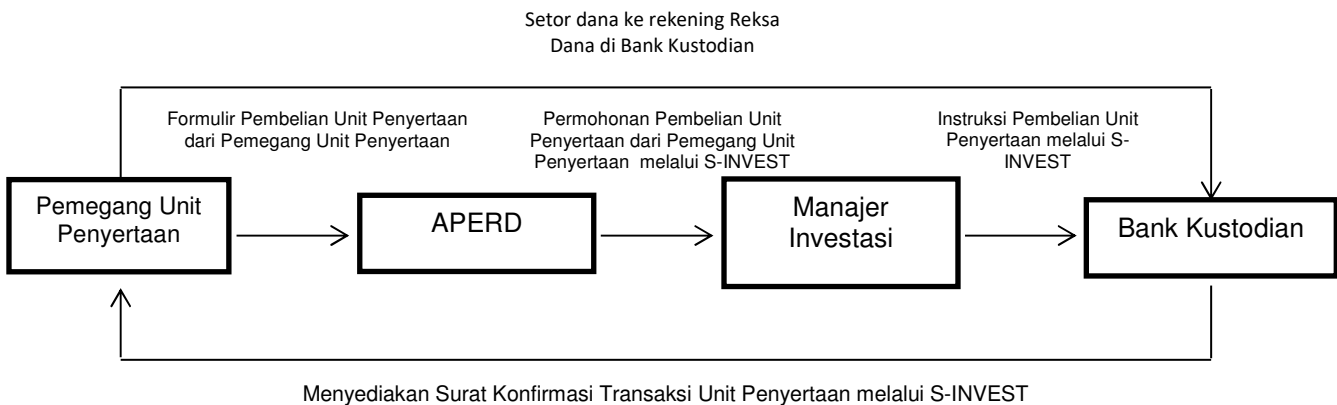 Setor dana ke rekening Reksa
Dana di Bank Kustodian
Formulir Pembelian Unit Penyertaan
dari Pemegang Unit Penyertaan
Permohonan Pembelian Unit
Penyertaan dari Pemegang Unit
Penyertaan melalui S-INVEST
Instruksi Pembelian Unit
Penyertaan melalui S-
INVEST
Pemegang Unit
Penyertaan
APERD
Manajer
Investasi
Bank Kustodian
Menyediakan Surat Konfirmasi Transaksi Unit Penyertaan melalui S-INVEST